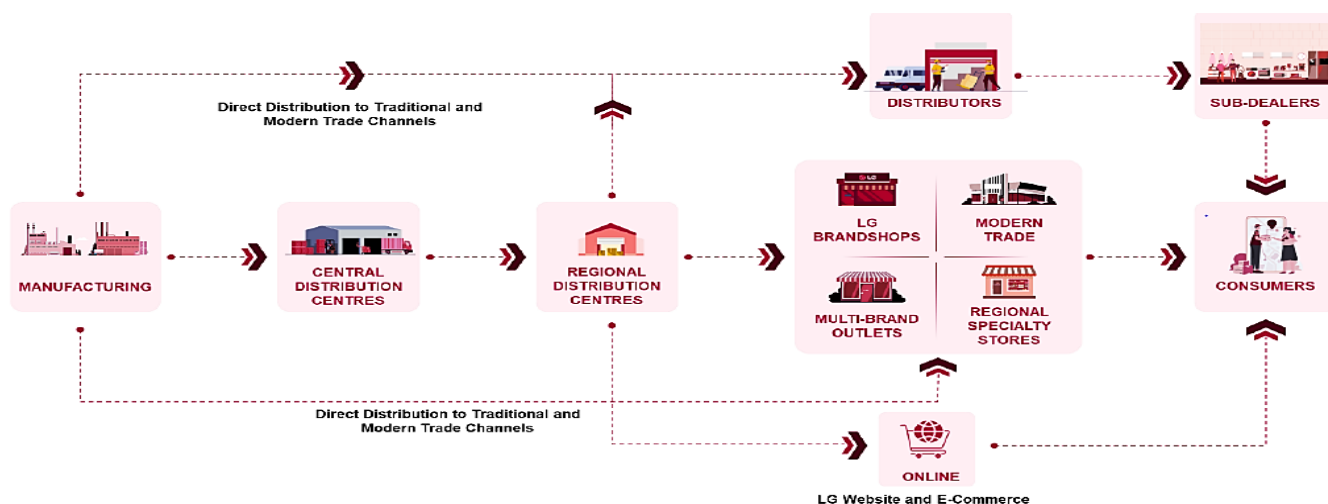 Direct Distribution to Traditional and
Modern Trade Channels
DISTRIBUTORS
SUB-DEALERS
MANUFACTURING
CENTRAL
DISTRIBUTION
CENTRES
REGIONAL
DISTRIBUTION
CENTRES
LG
LG
BRANDSHOPS
MODERN
TRADE
MULTI-BRAND
OUTLETS
REGIONAL
SPECIALTY
STORES
CONSUMERS
Direct Distribution to Traditional and
Modern Trade Channels
ONLINE
LG Website and E-Commerce